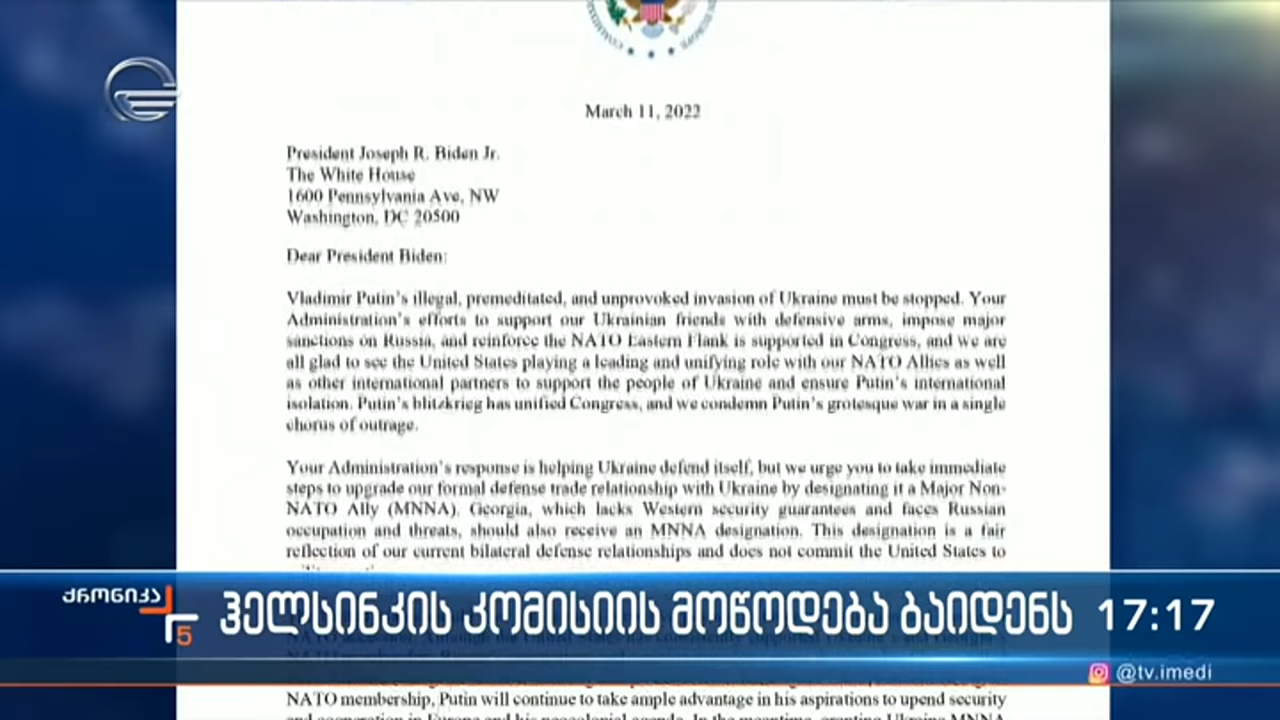 March 11, 2022
President Joseph R. Biden Jr.
The White House
1600 Pennsylvania Ave, NW
Washington, DC 20500
Dear President Biden:
Vladimir Putin's illegal, premeditated, and unprovoked invasion of Ukraine must be stopped. Your
Administration's efforts to support our Ukrainian friends with defensive arms, impose major
sanctions on Russia, and reinforce the NATO Eastern Flank is supported in Congress, and we are
all glad to see the United States playing a leading and unifying role with our NATO Allies as well
as other international partners to support the people of Ukraine and ensure Putin's international
isolation. Putin's blitzkrieg has unified Congress, and we condemn Putin's grotesque war in a single
chorus of outrage.
Your Administration's response is helping Ukraine defend itself, but we urge you to take immediate
steps to upgrade our formal defense trade relationship with Ukraine by designating it a Major Non-
NATO Ally (MNNA). Georgia, which lacks Western security guarantees and faces Russian
occupation and threats, should also receive an MNNA designation. This designation is a fair
reflection of our current bilateral defense relationships and does not commit the United States to
ქრონიკა
5
ჰელსინკის კომისიის მოწოდება ბაიდენს
17:17
@tv.imedi
NATO membership, Putin will continue to take ample advantage in his aspirations to upend security